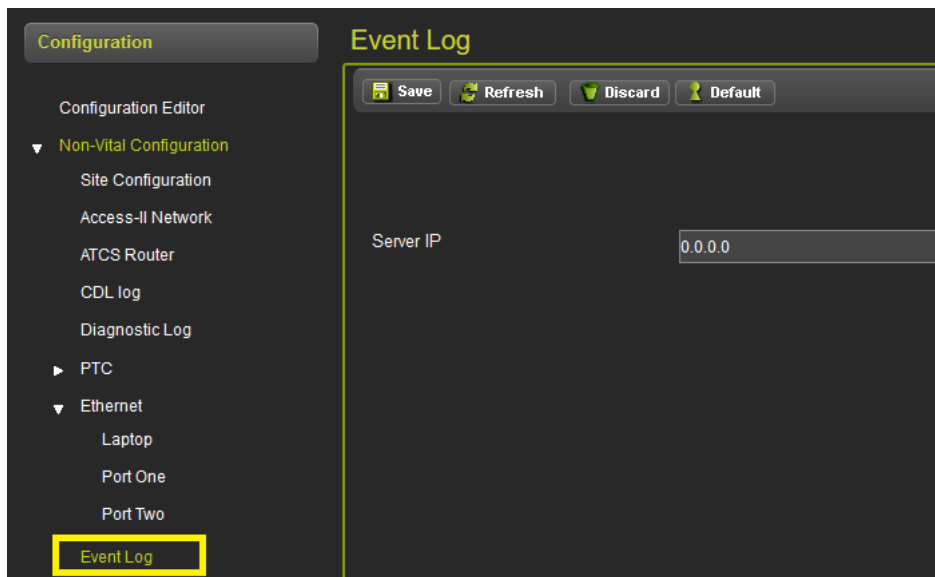 Configuration
Configuration Editor
Non-Vital Configuration
Site Configuration
Access-II Network
ATCS Router
CDL log
Diagnostic Log
PTC
Ethernet
Laptop
Port One
Port Two
Event Log
Event Log
Save Refresh Discard Default
Server IP 0.0.0.0